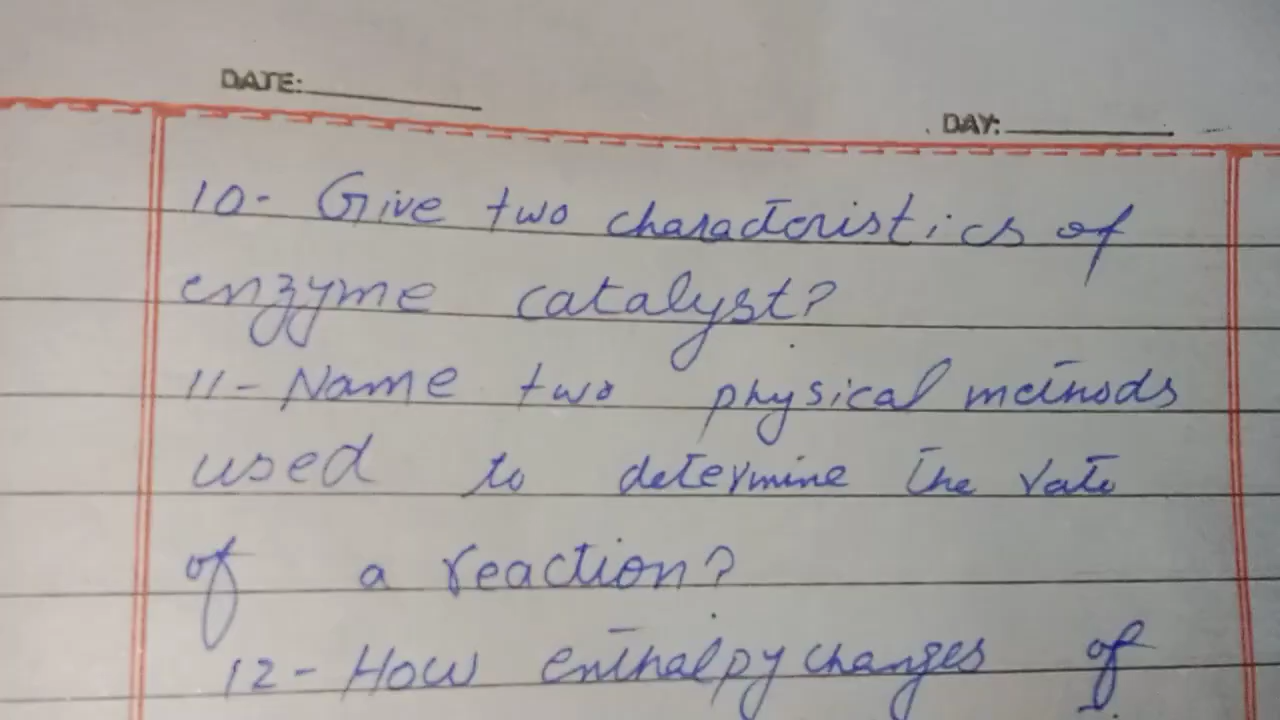 DATE:
DAY:
10- Give two characteristics of
enzyme catalyst?
11- Name two physical methods
used to determine the rate
of a reaction?
12- How enthalpy changes of